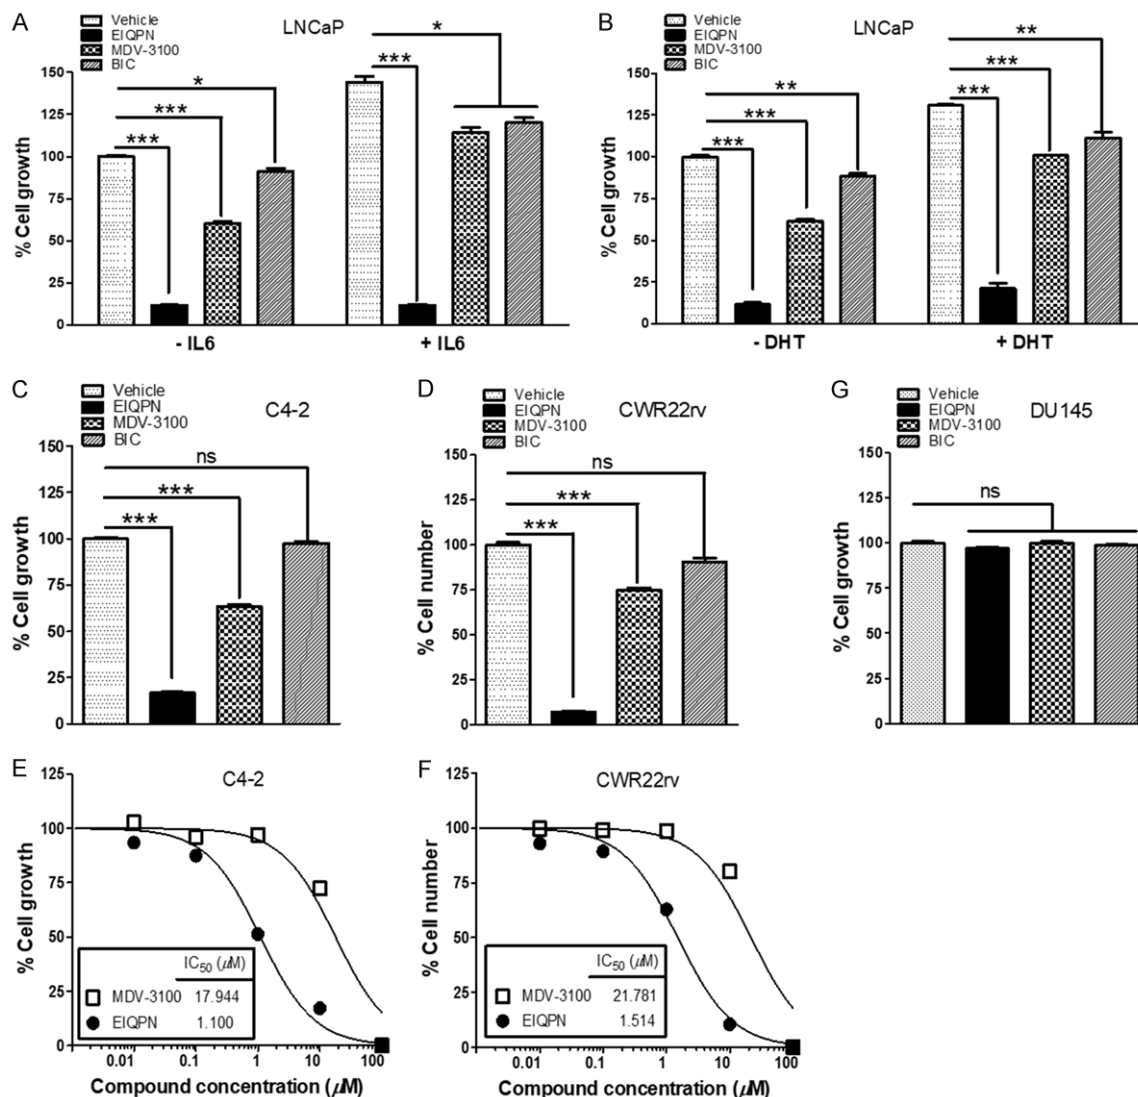 A
Vehicle
EIQPN
MDV-3100
BIC
LNCaP
*
***
*
***
***
% Cell growth
150
125
100
75
50
25
0
- IL6
+ IL6
B
Vehicle
EIQPN
MDV-3100
BIC
LNCaP
**
***
**
***
***
***
% Cell growth
150
125
100
75
50
25
0
- DHT
+ DHT
C
Vehicle
EIQPN
MDV-3100
BIC
C4-2
ns
***
***
% Cell growth
150
125
100
75
50
25
0
D
Vehicle
EIQPN
MDV-3100
BIC
CWR22rv
ns
***
***
% Cell number
150
125
100
75
50
25
0
G
Vehicle
EIQPN
MDV-3100
BIC
DU145
ns
% Cell growth
150
125
100
75
50
25
0
E
C4-2
% Cell growth
125
100
75
50
25
0
IC50 (µM)
MDV-3100 17.944
EIQPN 1.100
0.01 0.1 1 10 100
Compound concentration (µM)
F
CWR22rv
% Cell number
125
100
75
50
25
0
IC50 (µM)
MDV-3100 21.781
EIQPN 1.514
0.01 0.1 1 10 100
Compound concentration (µM)